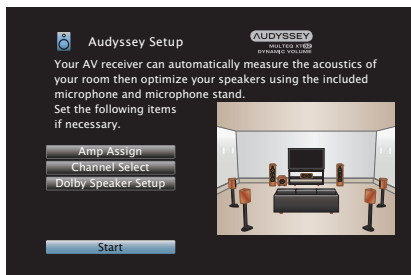 Audyssey Setup
AUDYSSEY
MULTEQ XT32
DYNAMIC VOLUME
Your AV receiver can automatically measure the acoustics of
your room then optimize your speakers using the included
microphone and microphone stand.
Set the following items
if necessary.
Amp Assign
Channel Select
Dolby Speaker Setup
Start